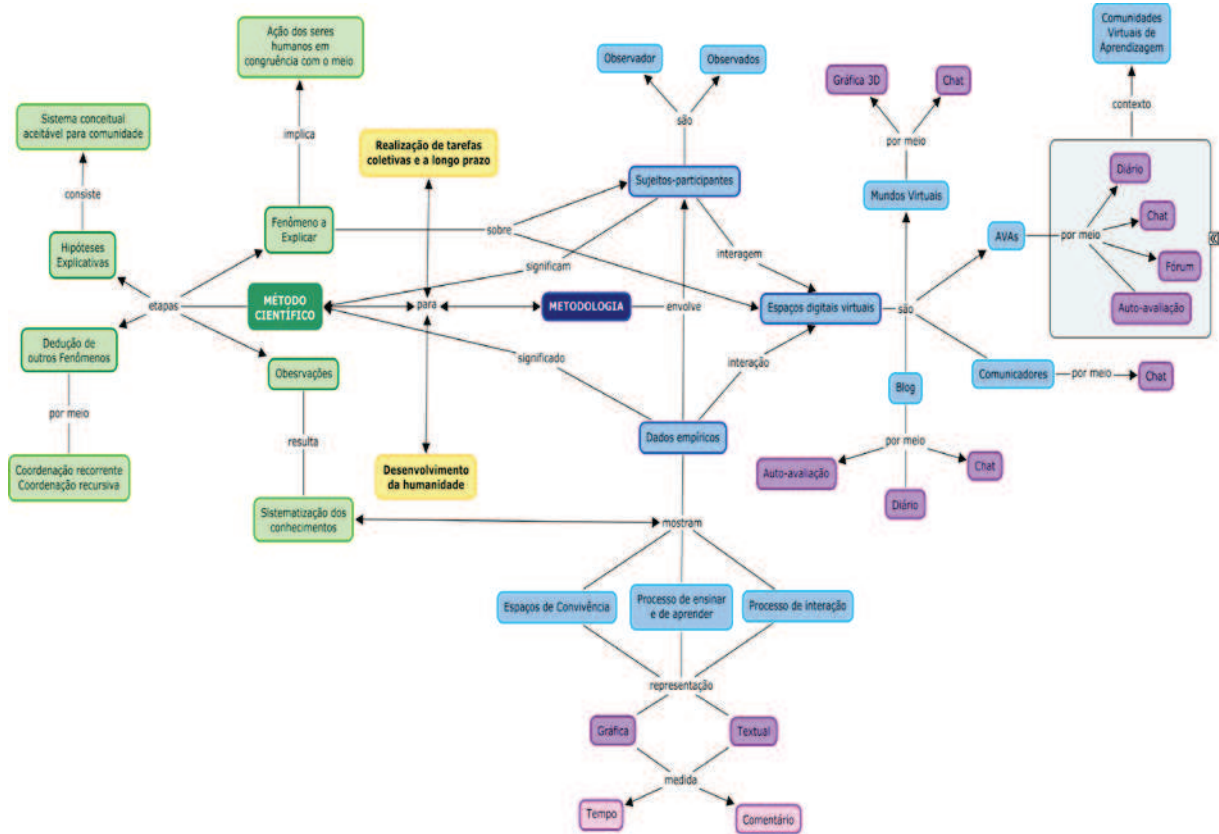 Ação dos seres
humanos em
congruência com o meio
Comunidades
Virtuais de
Aprendizagem
Observador
Observados
Gráfica 3D
Chat
contexto
Sistema conceitual
aceitável para comunidade
implica
são
por meio
Realização de tarefas
coletivas e a longo prazo
Diário
Sujeitos-participantes
Mundos Virtuais
consiste
Chat
Fenômeno a
Explicar
sobre
AVAs
por meio
Hipóteses
Explicativas
interagem
Fórum
significam
etapas
MÉTODO
CIENTÍFICO
para
METODOLOGIA
envolve
Espaços digitais virtuais
são
Auto-avaliação
Dedução de
outros Fenômenos
significado
interação
Obesrvações
Blog
Comunicadores
por meio
Chat
por meio
resulta
Dados empíricos
por meio
Coordenação recorrente
Coordenação recursiva
Desenvolvimento
da humanidade
Auto-avaliação
Chat
Diário
Sistematização dos
conhecimentos
mostram
Espaços de Convivência
Processo de ensinar
e de aprender
Processo de interação
representação
Gráfica
Textual
medida
Tempo
Comentário